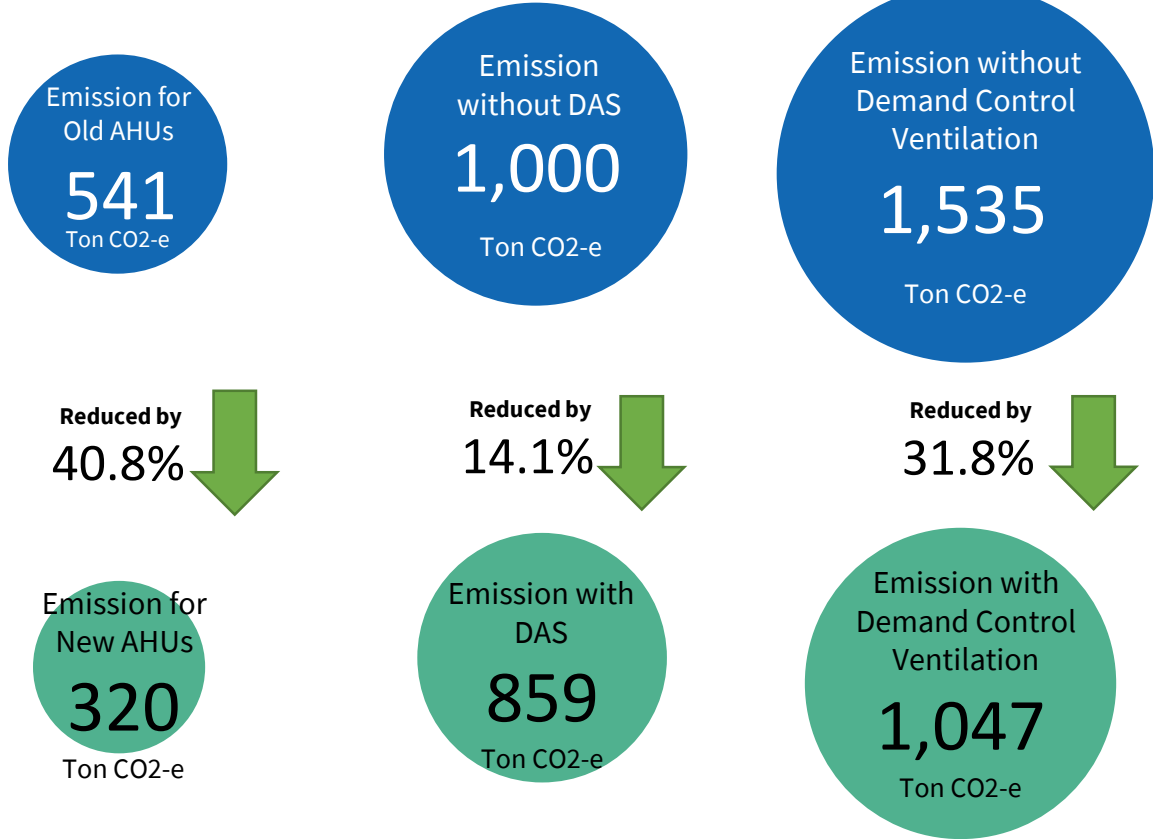 Emission for
Old AHUs
541
Ton CO2-e
Emission
without DAS
1,000
Ton CO2-e
Emission without
Demand Control
Ventilation
1,535
Ton CO2-e
Reduced by
40.8%
Reduced by
14.1%
Reduced by
31.8%
Emission for
New AHUs
320
Ton CO2-e
Emission with
DAS
859
Ton CO2-e
Emission with
Demand Control
Ventilation
1,047
Ton CO2-e